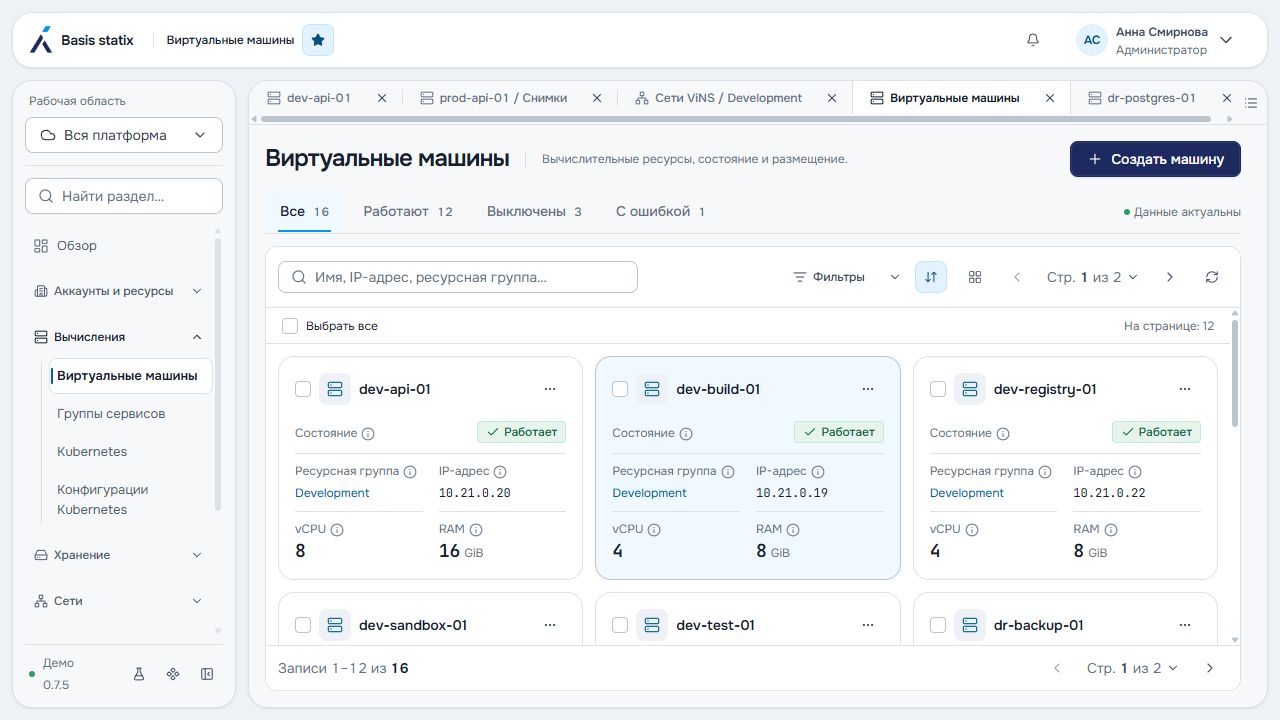 Basis statix
Виртуальные машины
АС
Анна Смирнова
Администратор
Рабочая область
Вся платформа
Найти раздел...
Обзор
Аккаунты и ресурсы
Вычисления
Виртуальные машины
Группы сервисов
Kubernetes
Конфигурации
Kubernetes
Хранение
Сети
Демо
0.7.5
dev-api-01
prod-api-01 / Снимки
Сети ViNS / Development
Виртуальные машины
dr-postgres-01
Виртуальные машины
Вычислительные ресурсы, состояние и размещение.
Создать машину
Все 16
Работают 12
Выключены 3
С ошибкой 1
Данные актуальны
Имя, IP-адрес, ресурсная группа...
Фильтры
Стр. 1 из 2
Выбрать все
На странице: 12
dev-api-01
Состояние
Работает
Ресурсная группа
IP-адрес
Development
10.21.0.20
vCPU
RAM
8
16 GiB
dev-build-01
Состояние
Работает
Ресурсная группа
IP-адрес
Development
10.21.0.19
vCPU
RAM
4
8 GiB
dev-registry-01
Состояние
Работает
Ресурсная группа
IP-адрес
Development
10.21.0.22
vCPU
RAM
4
8 GiB
dev-sandbox-01
dev-test-01
dr-backup-01
Записи 1–12 из 16
Стр. 1 из 2